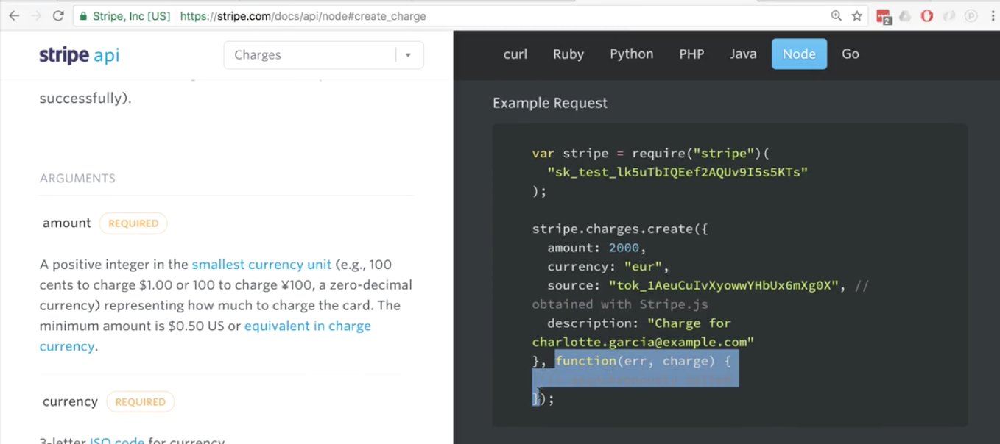 Stripe, Inc [US] https://stripe.com/docs/api/node#create_charge
2
stripe api
Charges
curl Ruby Python PHP Java Node Go
successfully).
ARGUMENTS
amount REQUIRED
A positive integer in the smallest currency unit (e.g., 100
cents to charge $1.00 or 100 to charge ¥100, a zero-decimal
currency) representing how much to charge the card. The
minimum amount is $0.50 US or equivalent in charge
currency.
currency REQUIRED
3-letter ISO code for currency
Example Request
var stripe = require("stripe")(
"sk_test_lk5uTbIQEef2AQUv9I5s5KTs"
);
stripe.charges.create({
amount: 2000,
currency: "eur",
source: "tok_1AeuCuIvXyowwYHbUx6mXg0X", //
obtained with Stripe.js
description: "Charge for
charlotte.garcia@example.com"
}, function(err, charge) {
// asynchronously called
});